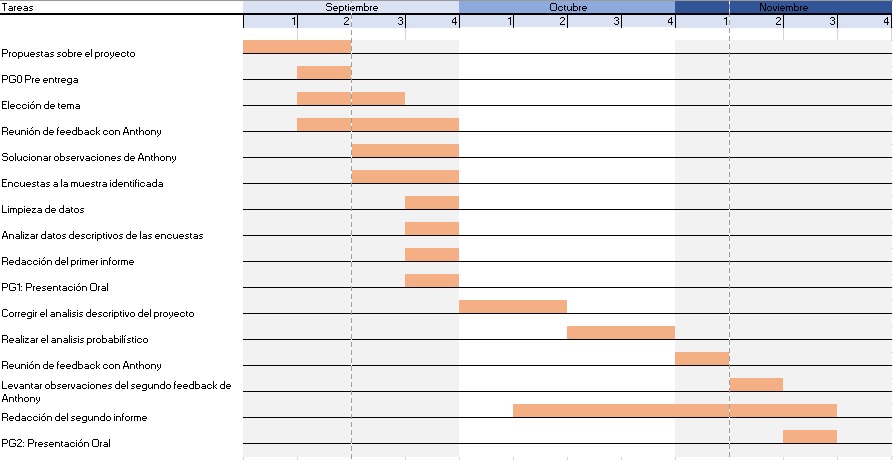 Tareas Septiembre Octubre Noviembre
1 2 3 4 1 2 3 4 1 2 3 4
Propuestas sobre el proyecto
PG0 Pre entrega
Elección de tema
Reunión de feedback con Anthony
Solucionar observaciones de Anthony
Encuestas a la muestra identificada
Limpieza de datos
Analizar datos descriptivos de las encuestas
Redacción del primer informe
PG1: Presentación Oral
Corregir el analisis descriptivo del proyecto
Realizar el analisis probabilístico
Reunión de feedback con Anthony
Levantar observaciones del segundo feedback de
Anthony
Redacción del segundo informe
PG2: Presentación Oral